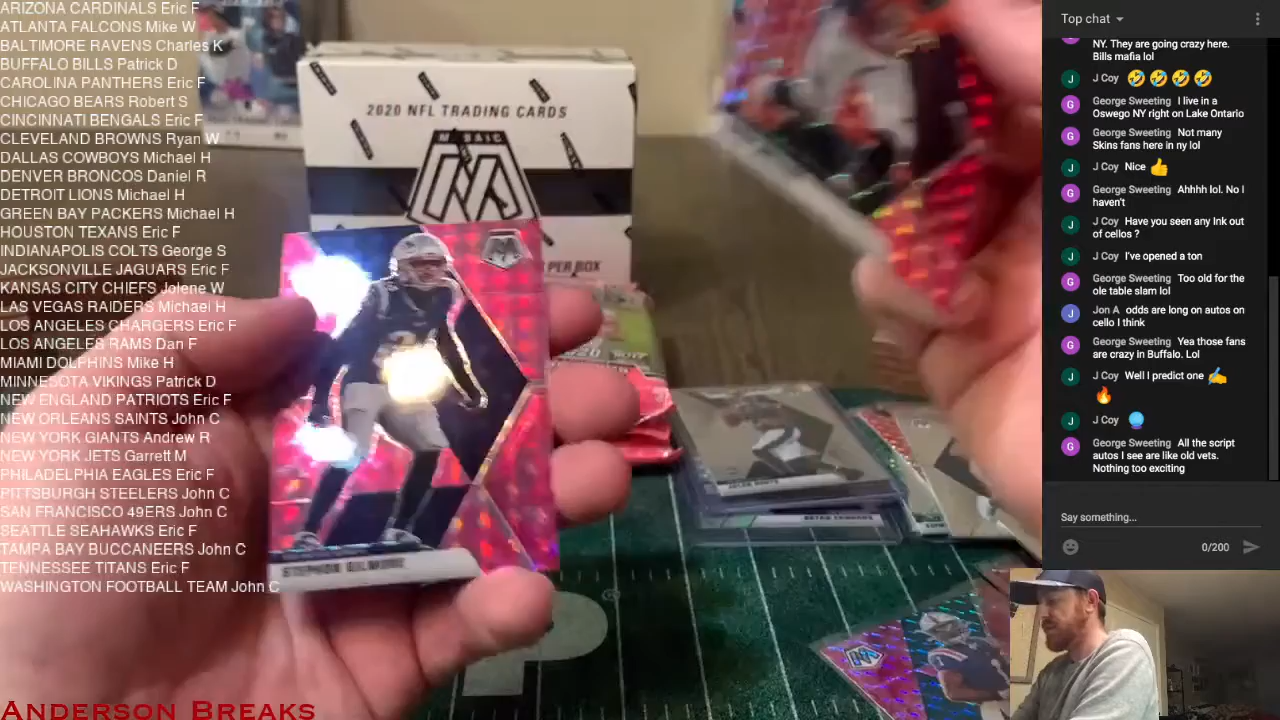 ARIZONA CARDINALS Eric F
ATLANTA FALCONS Mike W
BALTIMORE RAVENS Charles K
BUFFALO BILLS Patrick D
CAROLINA PANTHERS Eric F
CHICAGO BEARS Robert S
CINCINNATI BENGALS Eric F
CLEVELAND BROWNS Ryan W
DALLAS COWBOYS Michael H
DENVER BRONCOS Daniel R
DETROIT LIONS Michael H
GREEN BAY PACKERS Michael H
HOUSTON TEXANS Eric F
INDIANAPOLIS COLTS George S
JACKSONVILLE JAGUARS Eric F
KANSAS CITY CHIEFS Jolene W
LAS VEGAS RAIDERS Michael H
LOS ANGELES CHARGERS Eric F
LOS ANGELES RAMS Dan F
MIAMI DOLPHINS Mike H
MINNESOTA VIKINGS Patrick D
NEW ENGLAND PATRIOTS Eric F
NEW ORLEANS SAINTS John C
NEW YORK GIANTS Andrew R
NEW YORK JETS Garrett M
PHILADELPHIA EAGLES Eric F
PITTSBURGH STEELERS John C
SAN FRANCISCO 49ERS John C
SEATTLE SEAHAWKS Eric F
TAMPA BAY BUCCANEERS John C
TENNESSEE TITANS Eric F
WASHINGTON FOOTBALL TEAM John C
Anderson Breaks
2020 NFL TRADING CARDS
MOSAIC
PER BOX
STEPHON GILMORE
Top chat
NY. They are going crazy here.
Bills mafia lol
J Coy 🤣🤣🤣🤣
George Sweeting I live in a
Oswego NY right on Lake Ontario
George Sweeting Not many
Skins fans here in ny lol
J Coy Nice 👍
George Sweeting Ahhhh lol. No I
haven't
J Coy Have you seen any Ink out
of cellos ?
J Coy I've opened a ton
George Sweeting Too old for the
ole table slam lol
Jon A odds are long on autos on
cello I think
George Sweeting Yea those fans
are crazy in Buffalo. Lol
J Coy Well I predict one ✍
🔥
J Coy 🔮
George Sweeting All the script
autos I see are like old vets.
Nothing too exciting
Say something...
0/200